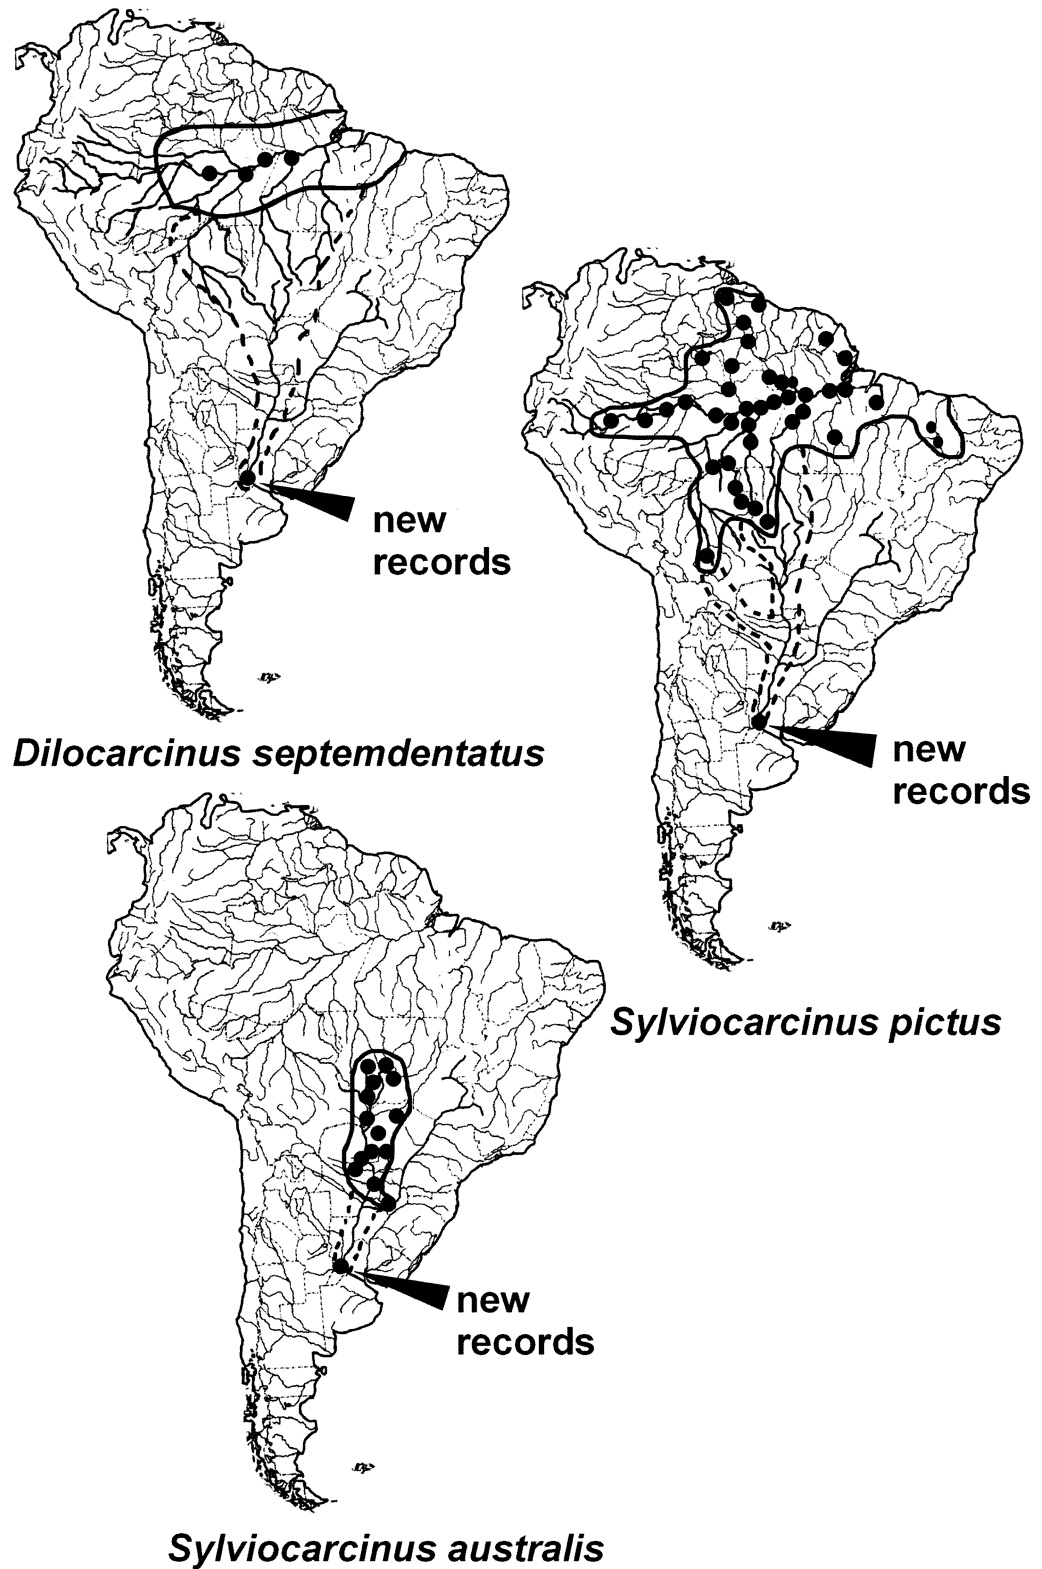 new
records
Dilocarcinus septemdentatus
new
records
Sylviocarcinus pictus
new
records
Sylviocarcinus australis